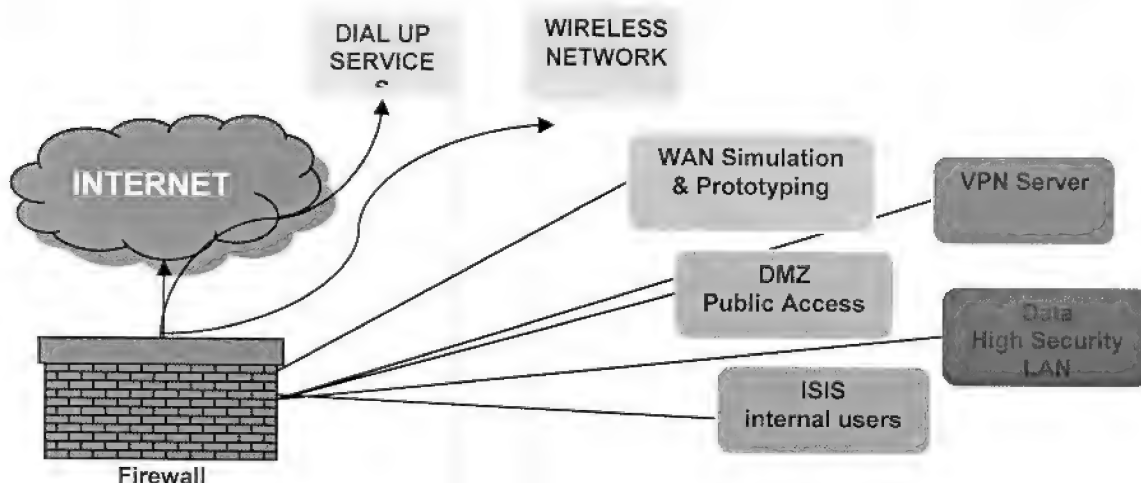 DIAL UP
SERVICE
WIRELESS
NETWORK
INTERNET
WAN Simulation
& Prototyping
VPN Server
DMZ
Public Access
Data
High Security
LAN
ISIS
internal users
Firewall